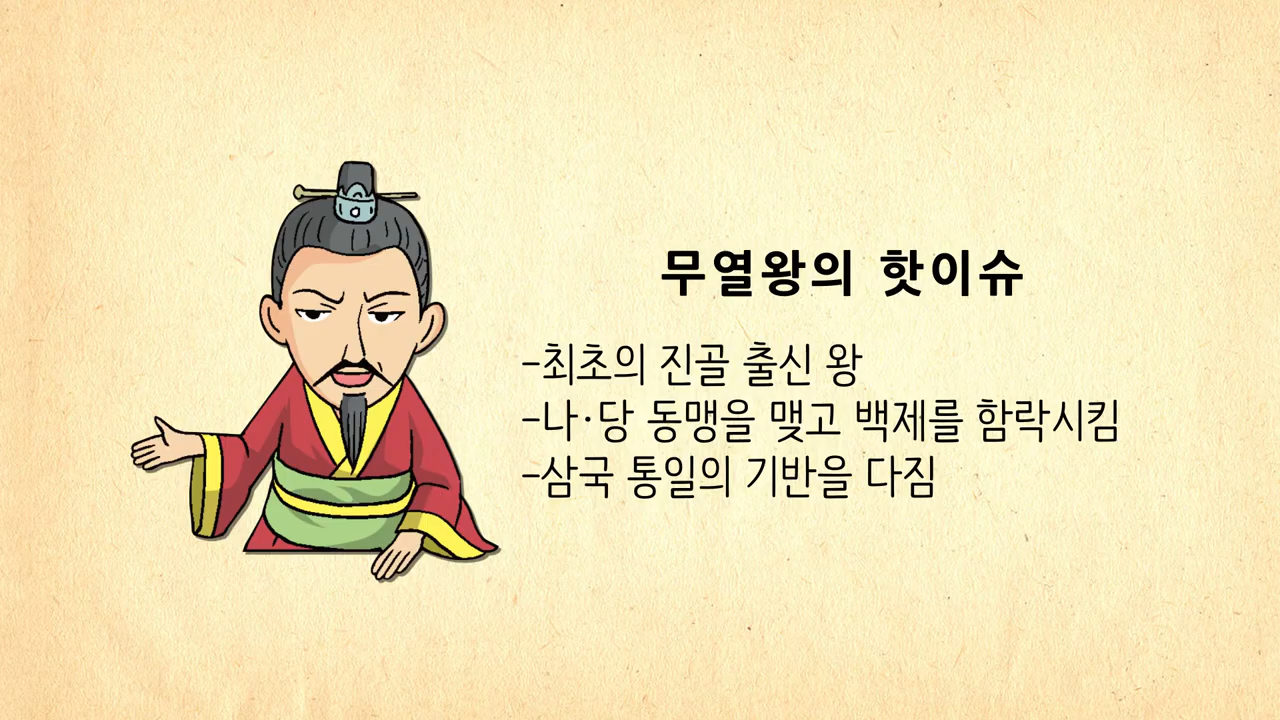 무열왕의 핫이슈
-최초의 진골 출신 왕
-나·당 동맹을 맺고 백제를 함락시킴
-삼국 통일의 기반을 다짐